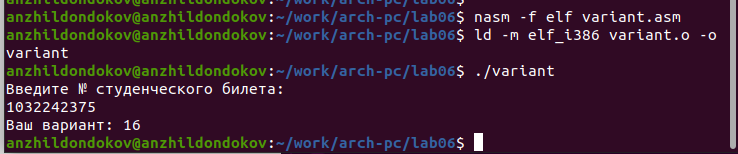 anzhildondokov@anzhildondokov:~/work/arch-pc/lab06$ nasm -f elf variant.asm
anzhildondokov@anzhildondokov:~/work/arch-pc/lab06$ ld -m elf_i386 variant.o -o
variant
anzhildondokov@anzhildondokov:~/work/arch-pc/lab06$ ./variant
Введите № студенческого билета:
1032242375
Ваш вариант: 16
anzhildondokov@anzhildondokov:~/work/arch-pc/lab06$